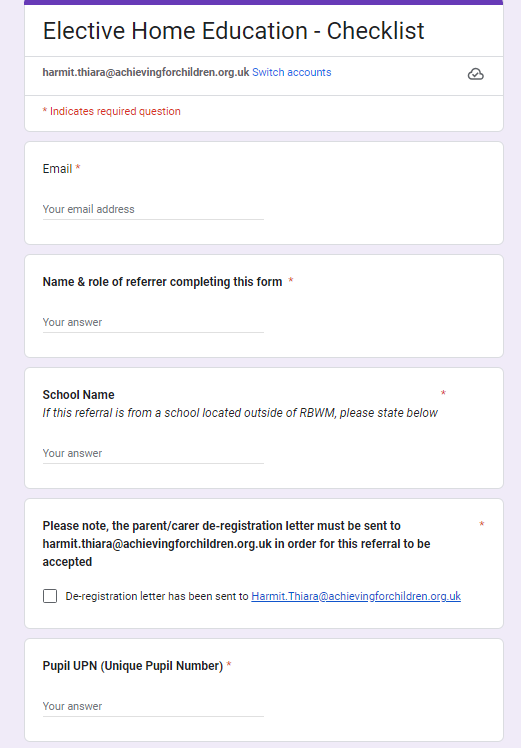 Elective Home Education - Checklist
harmit.thiara@achievingforchildren.org.uk Switch accounts
* Indicates required question
Email *
Your email address
Name & role of referrer completing this form *
Your answer
School Name *
If this referral is from a school located outside of RBWM, please state below
Your answer
Please note, the parent/carer de-registration letter must be sent to *
harmit.thiara@achievingforchildren.org.uk in order for this referral to be
accepted
De-registration letter has been sent to Harmit.Thiara@achievingforchildren.org.uk
Pupil UPN (Unique Pupil Number) *
Your answer